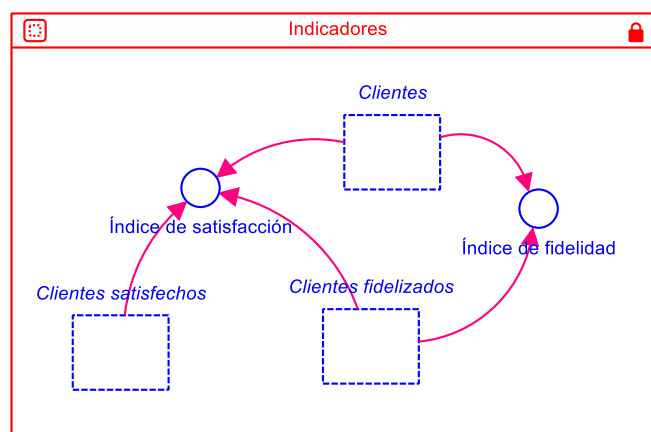 Indicadores
Clientes
Índice de satisfacción
Índice de fidelidad
Clientes satisfechos
Clientes fidelizados